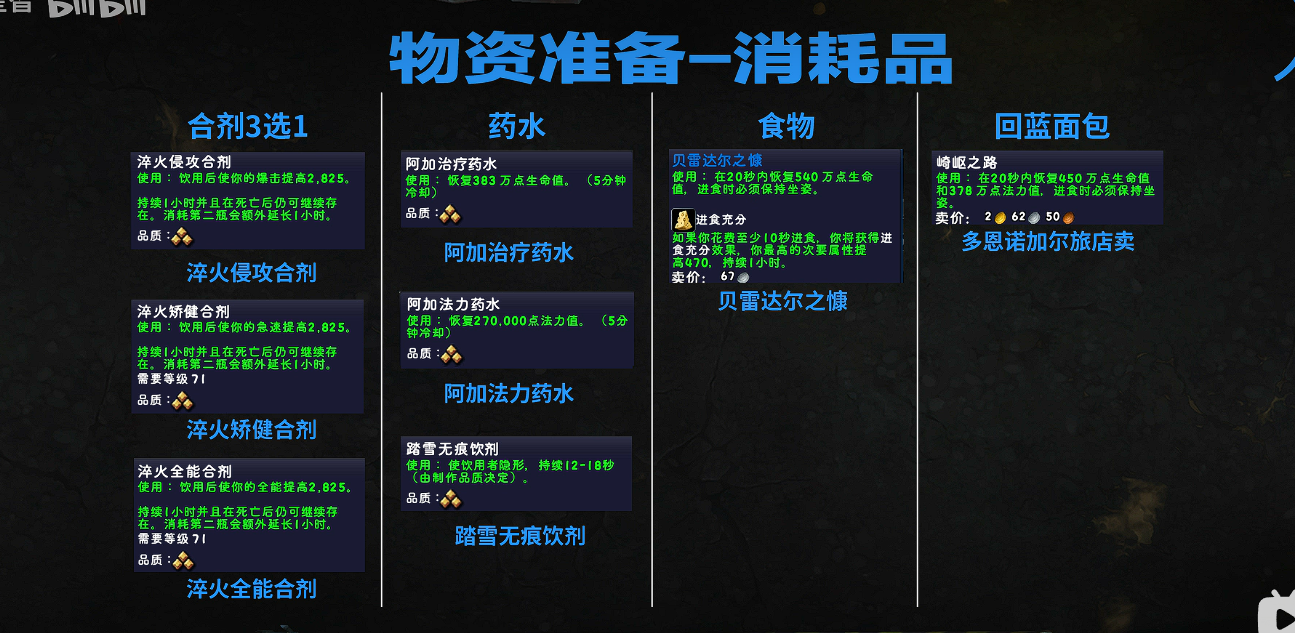 bilibili
物资准备-消耗品
合剂3选1
淬火侵攻合剂
使用：饮用后使你的爆击提高2,825。
持续1小时并且在死亡后仍可继续存
在。消耗第二瓶会额外延长1小时。
品质：
淬火侵攻合剂
淬火矫健合剂
使用：饮用后使你的急速提高2,825。
持续1小时并且在死亡后仍可继续存
在。消耗第二瓶会额外延长1小时。
需要等级71
品质：
淬火矫健合剂
淬火全能合剂
使用：饮用后使你的全能提高2,825。
持续1小时并且在死亡后仍可继续存
在。消耗第二瓶会额外延长1小时。
需要等级71
品质：
淬火全能合剂
药水
阿加治疗药水
使用：恢复383 万点生命值。（5分钟
冷却）
品质：
阿加治疗药水
阿加法力药水
使用：恢复270,000点法力值。（5分
钟冷却）
品质：
阿加法力药水
踏雪无痕饮剂
使用：使饮用者隐形，持续12-18秒
（由制作品质决定）。
品质：
踏雪无痕饮剂
食物
贝雷达尔之慷
使用：在20秒内恢复540 万点生命
值，进食时必须保持坐姿。
进食充分
如果你花费至少10秒进食，你将获得进
食充分效果，你最高的次要属性提
高470，持续1小时。
卖价： 67
贝雷达尔之慷
回蓝面包
崎岖之路
使用：在20秒内恢复450 万点生命值
和378 万点法力值，进食时必须保持坐
姿。
卖价： 2 62 50
多恩诺加尔旅店卖